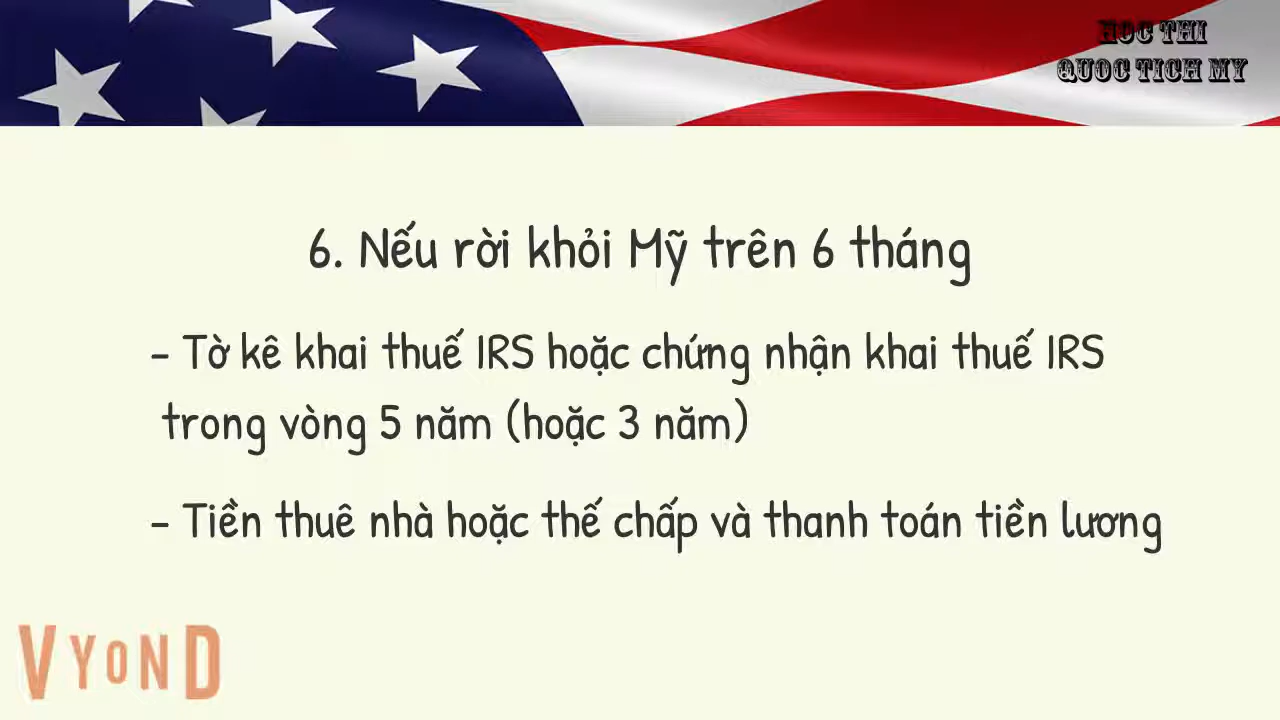 HOC THI
QUOC TICH MY
6. Nếu rời khỏi Mỹ trên 6 tháng
- Tờ kê khai thuế IRS hoặc chứng nhận khai thuế IRS
trong vòng 5 năm (hoặc 3 năm)
- Tiền thuê nhà hoặc thế chấp và thanh toán tiền lương
VYOND